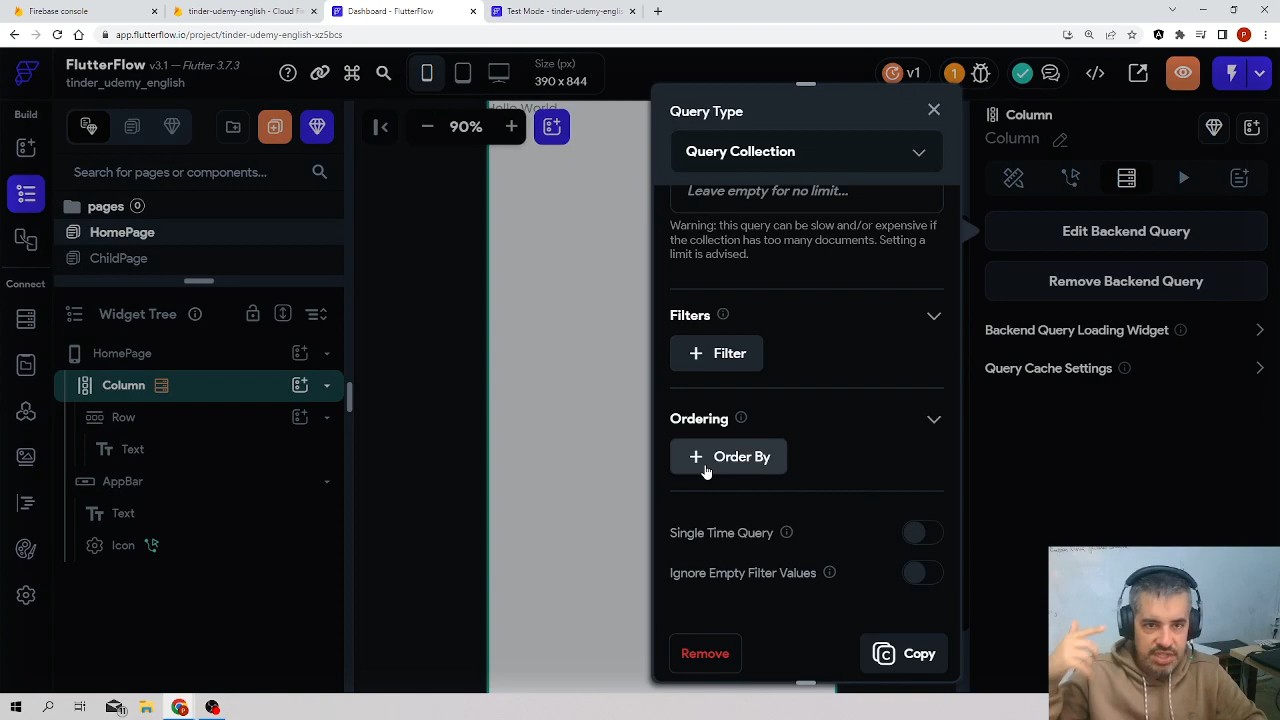 Firebase console
tinder-udemy-english - Cloud Fi
Dashboard - FlutterFlow
Test Mode - tinder-udemy-englis
app.flutterflow.io/project/tinder-udemy-english-xz5bcs
FlutterFlow v3.1 - Flutter 3.7.3
tinder_udemy_english
Size (px)
390 x 844
v1
1
Build
Search for pages or components...
pages 0
HomePage
ChildPage
Connect
Widget Tree
HomePage
Column
Row
Text
AppBar
Text
Icon
Hello World
90%
Query Type
Query Collection
Leave empty for no limit...
Warning: this query can be slow and/or expensive if
the collection has too many documents. Setting a
limit is advised.
Filters
Filter
Ordering
Order By
Single Time Query
Ignore Empty Filter Values
Remove
Copy
Column
Column
Edit Backend Query
Remove Backend Query
Backend Query Loading Widget
Query Cache Settings